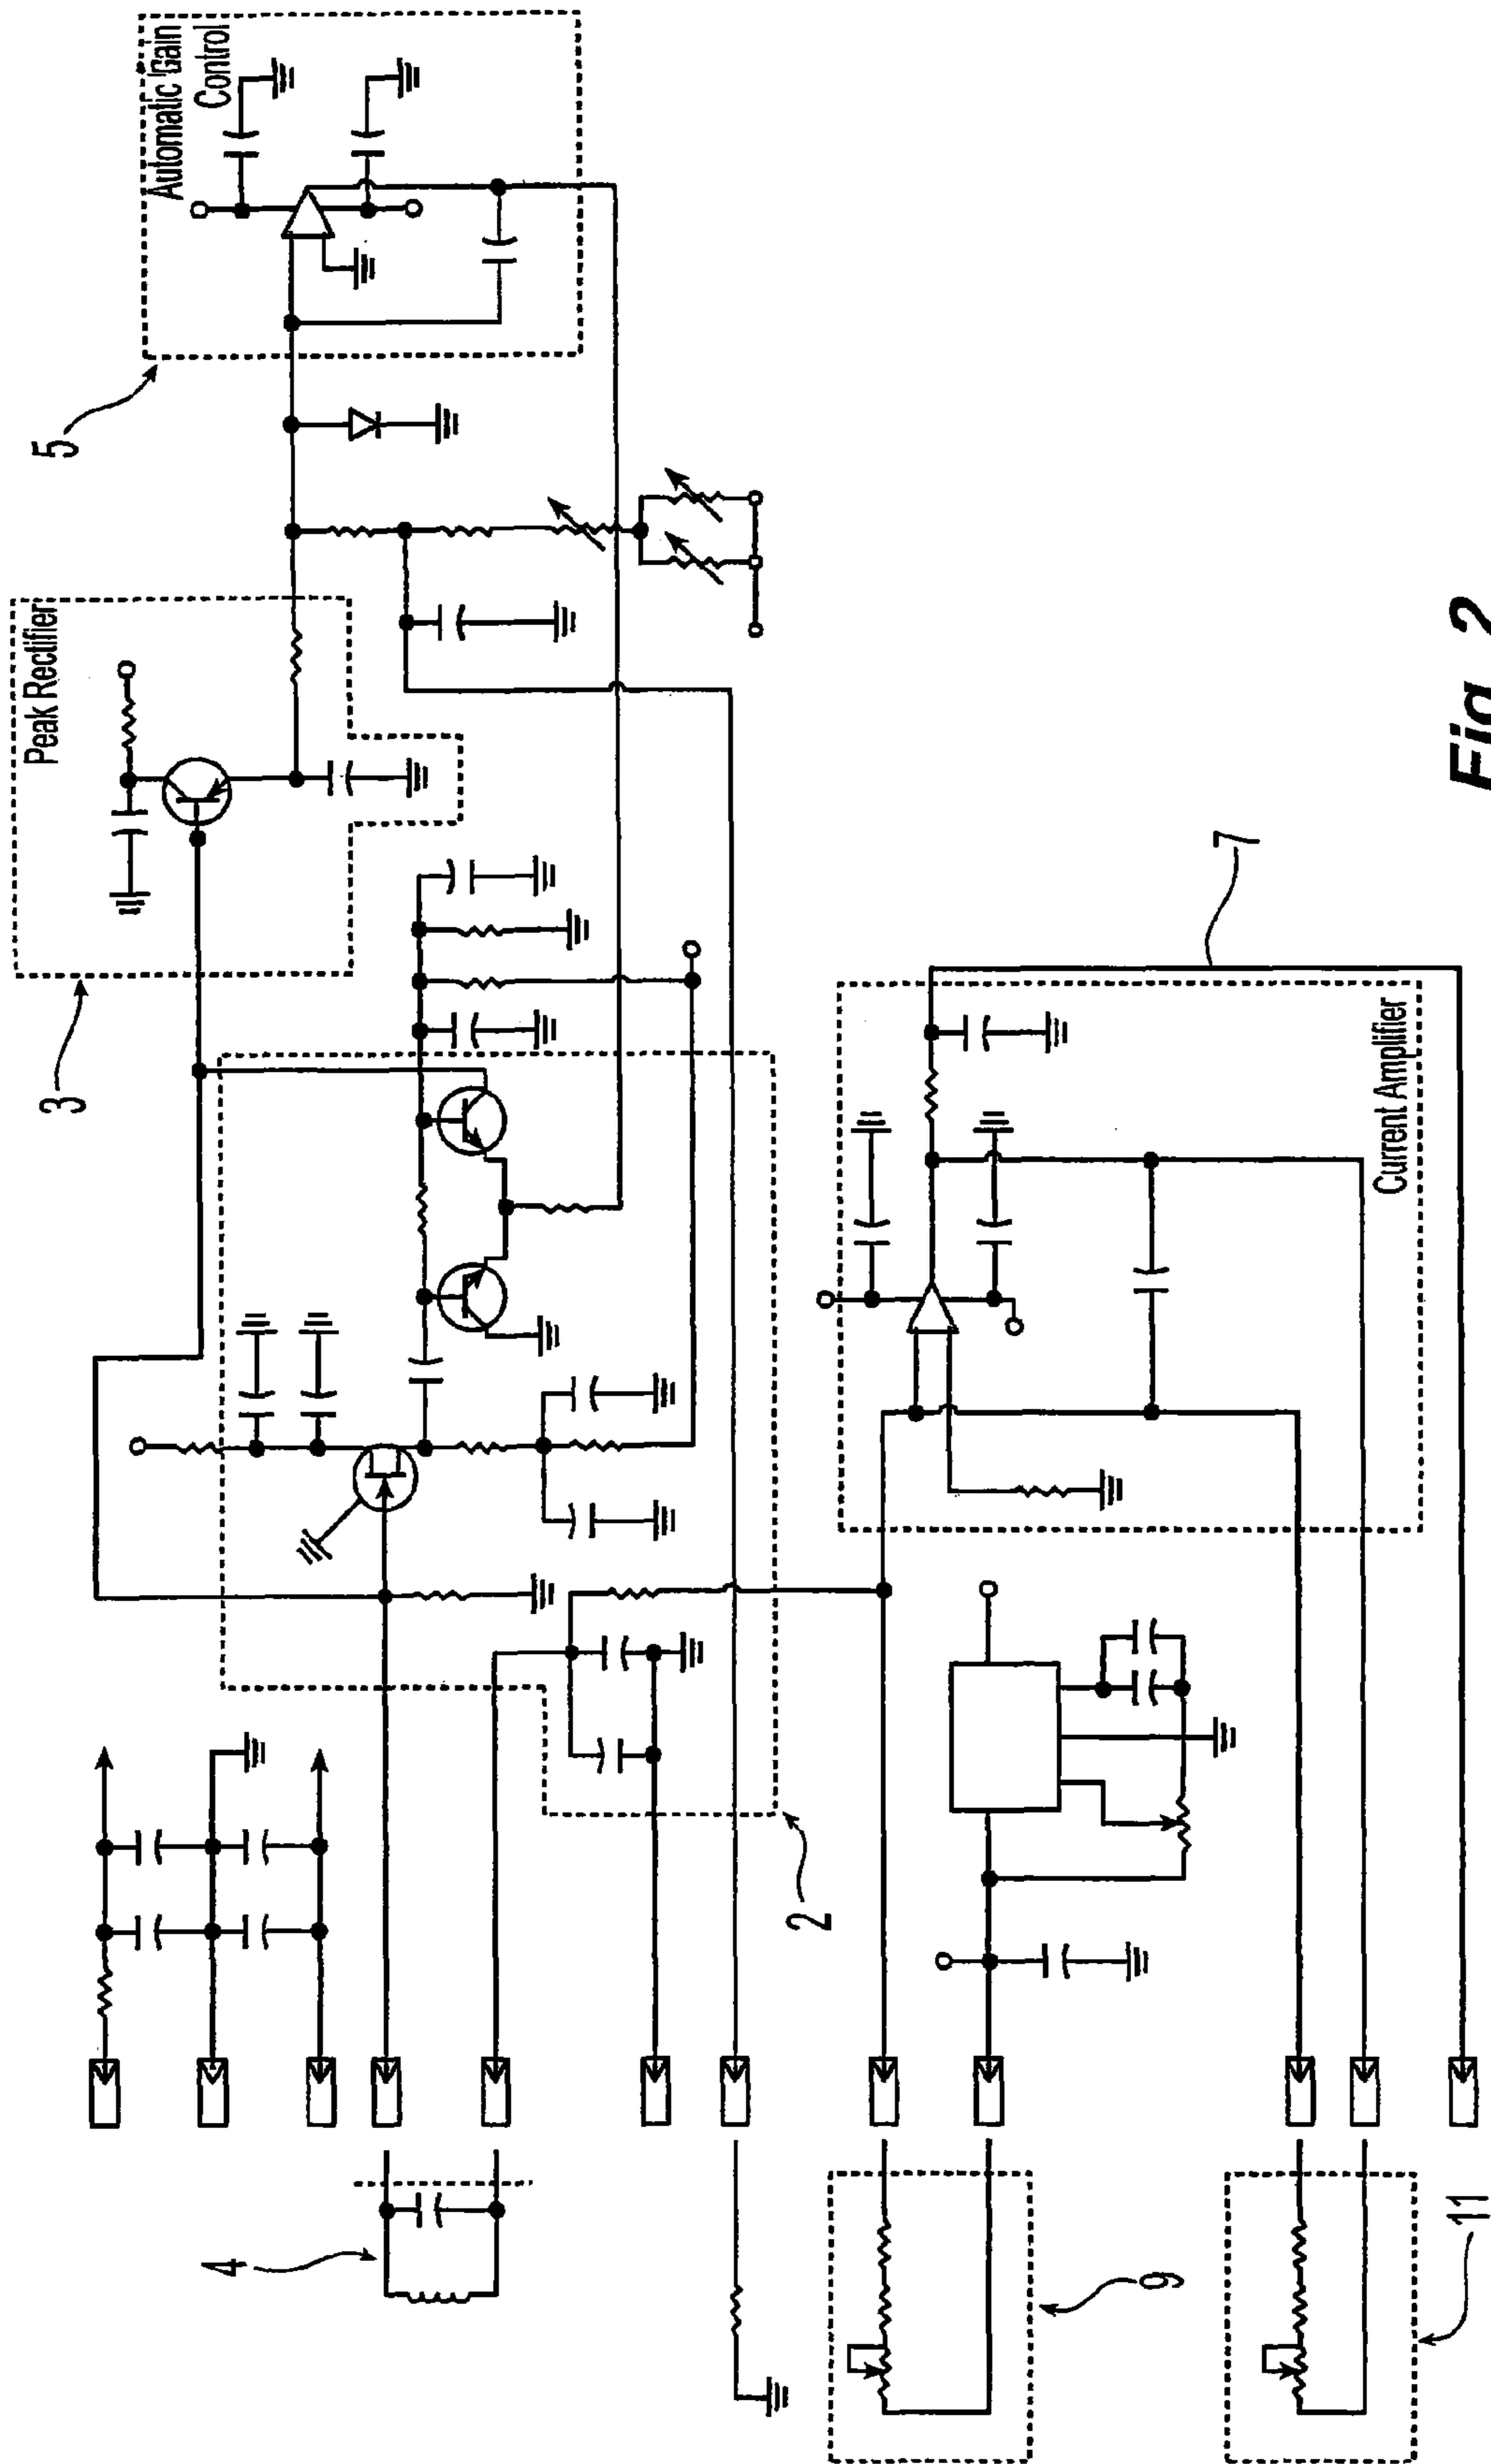 Automatic Gain
Control
5
Peak Rectifier
3
7
Current Amplifier
2
4
9
11
Fig. 2